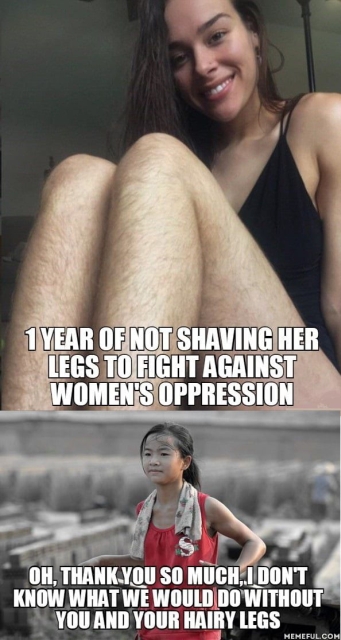 1 YEAR OF NOT SHAVING HER
LEGS TO FIGHT AGAINST
WOMEN'S OPPRESSION
OH, THANK YOU SO MUCH, I DON'T
KNOW WHAT WE WOULD DO WITHOUT
YOU AND YOUR HAIRY LEGS
MEMEFUL.COM